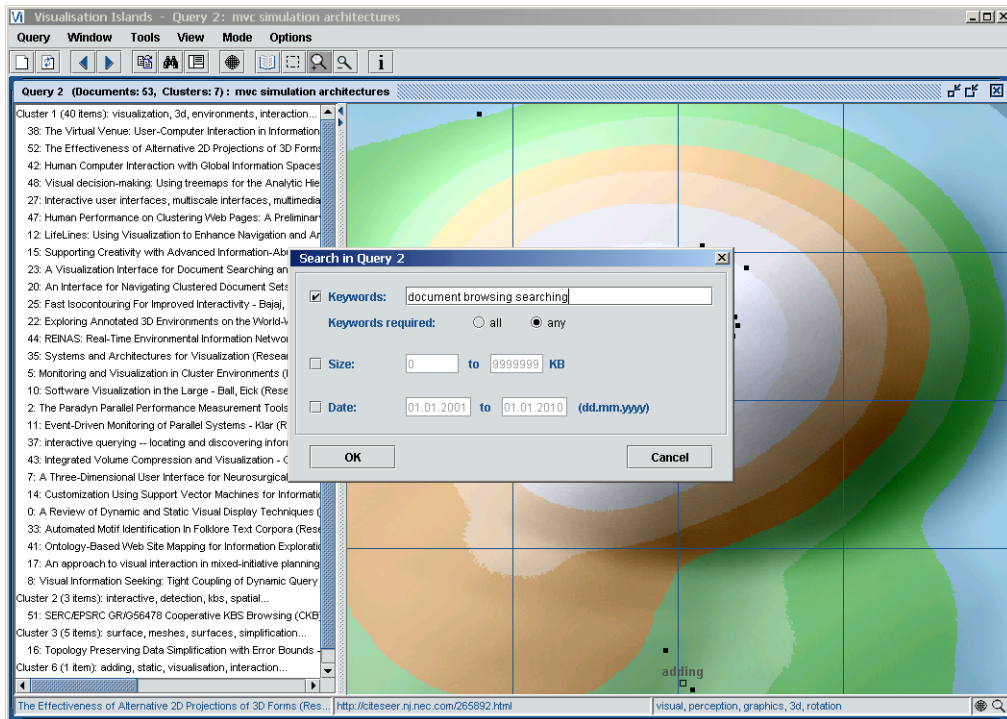 Visualisation Islands - Query 2: mvc simulation architectures
Query Window Tools View Mode Options
Query 2 (Documents: 53, Clusters: 7) : mvc simulation architectures
Cluster 1 (40 items): visualization, 3d, environments, interaction...
38: The Virtual Venue: User-Computer Interaction in Information
52: The Effectiveness of Alternative 2D Projections of 3D Forms
42: Human Computer Interaction with Global Information Spaces
48: Visual decision-making: Using treemaps for the Analytic Hie
27: Interactive user interfaces, multiscale interfaces, multimedia
47: Human Performance on Clustering Web Pages: A Preliminar
12: LifeLines: Using Visualization to Enhance Navigation and An
15: Supporting Creativity with Advanced Information-Ab
23: A Visualization Interface for Document Searching an
20: An Interface for Navigating Clustered Document Sets
25: Fast Isocontouring For Improved Interactivity - Bajaj,
22: Exploring Annotated 3D Environments on the World-W
44: REINAS: Real-Time Environmental Information Networ
35: Systems and Architectures for Visualization (Resear
5: Monitoring and Visualization in Cluster Environments (
10: Software Visualization in the Large - Ball, Eick (Rese
2: The Paradyn Parallel Performance Measurement Tools
11: Event-Driven Monitoring of Parallel Systems - Klar (R
37: interactive querying -- locating and discovering infor
43: Integrated Volume Compression and Visualization - C
7: A Three-Dimensional User Interface for Neurosurgical
14: Customization Using Support Vector Machines for Informati
0: A Review of Dynamic and Static Visual Display Techniques (
33: Automated Motif Identification In Folklore Text Corpora (Rese
41: Ontology-Based Web Site Mapping for Information Exploratio
17: An approach to visual interaction in mixed-initiative planning
8: Visual Information Seeking: Tight Coupling of Dynamic Query
Cluster 2 (3 items): interactive, detection, kbs, spatial...
51: SERC/EPSRC GR/G56478 Cooperative KBS Browsing (CKB)
Cluster 3 (5 items): surface, meshes, surfaces, simplification...
16: Topology Preserving Data Simplification with Error Bounds -
Cluster 6 (1 item): adding, static, visualisation, interaction...
Search in Query 2
Keywords: document browsing searching
Keywords required: all any
Size: 0 to 9999999 KB
Date: 01.01.2001 to 01.01.2010 (dd.mm.yyyy)
OK Cancel
adding
The Effectiveness of Alternative 2D Projections of 3D Forms (Res... http://citeseer.nj.nec.com/265892.html visual, perception, graphics, 3d, rotation